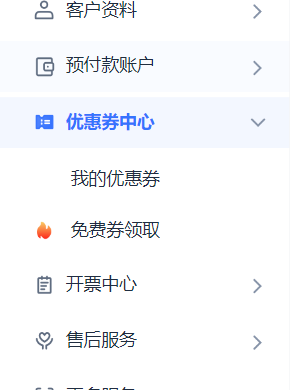 客户资料
预付款账户
优惠券中心
我的优惠券
免费券领取
开票中心
售后服务